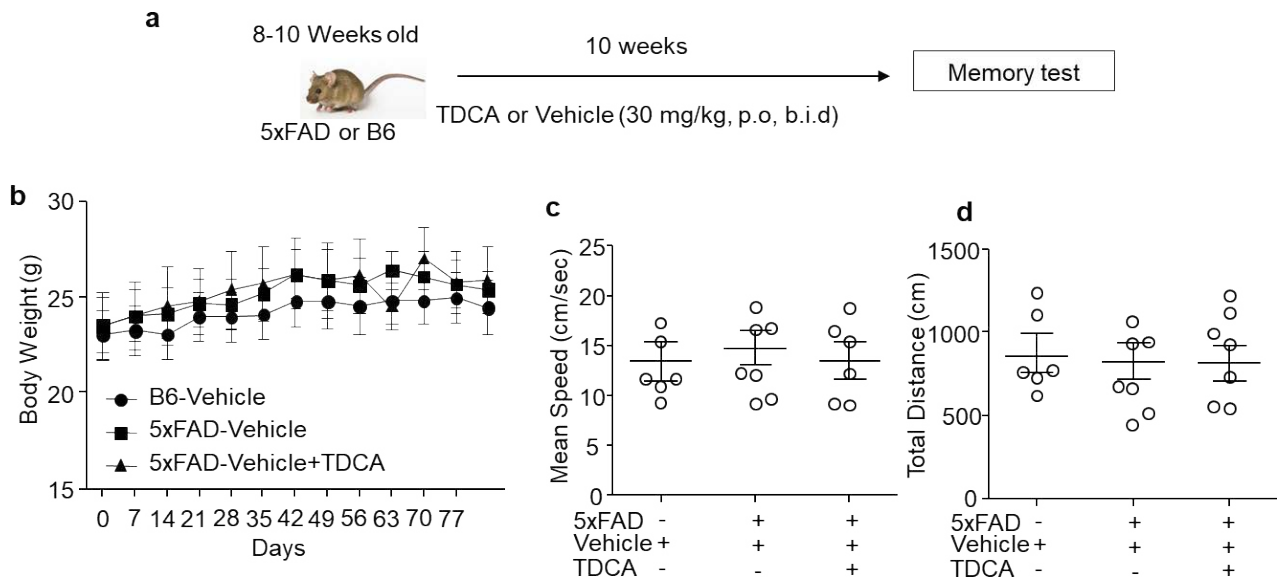 a
8-10 Weeks old
5xFAD or B6
10 weeks
TDCA or Vehicle (30 mg/kg, p.o, b.i.d)
Memory test
b
Body Weight (g)
30
25
20
15
B6-Vehicle
5xFAD-Vehicle
5xFAD-Vehicle+TDCA
0 7 14 21 28 35 42 49 56 63 70 77
Days
c
Mean Speed (cm/sec)
25
20
15
10
5
0
5xFAD - + +
Vehicle + + +
TDCA - - +
d
Total Distance (cm)
1500
1000
500
0
5xFAD - + +
Vehicle + + +
TDCA - - +